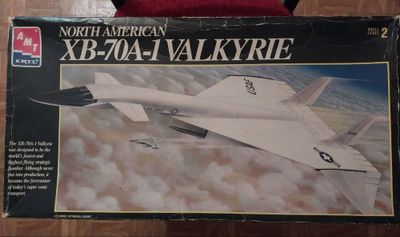 AMT
ERTL
NORTH AMERICAN
XB-70A-1 VALKYRIE
SKILL
LEVEL 2
USAF
The XB-70A-1 Valkyrie
was designed to be the
world's fastest and
highest flying strategic
bomber. Although never
put into production, it
became the forerunner
of today's super sonic
transport.